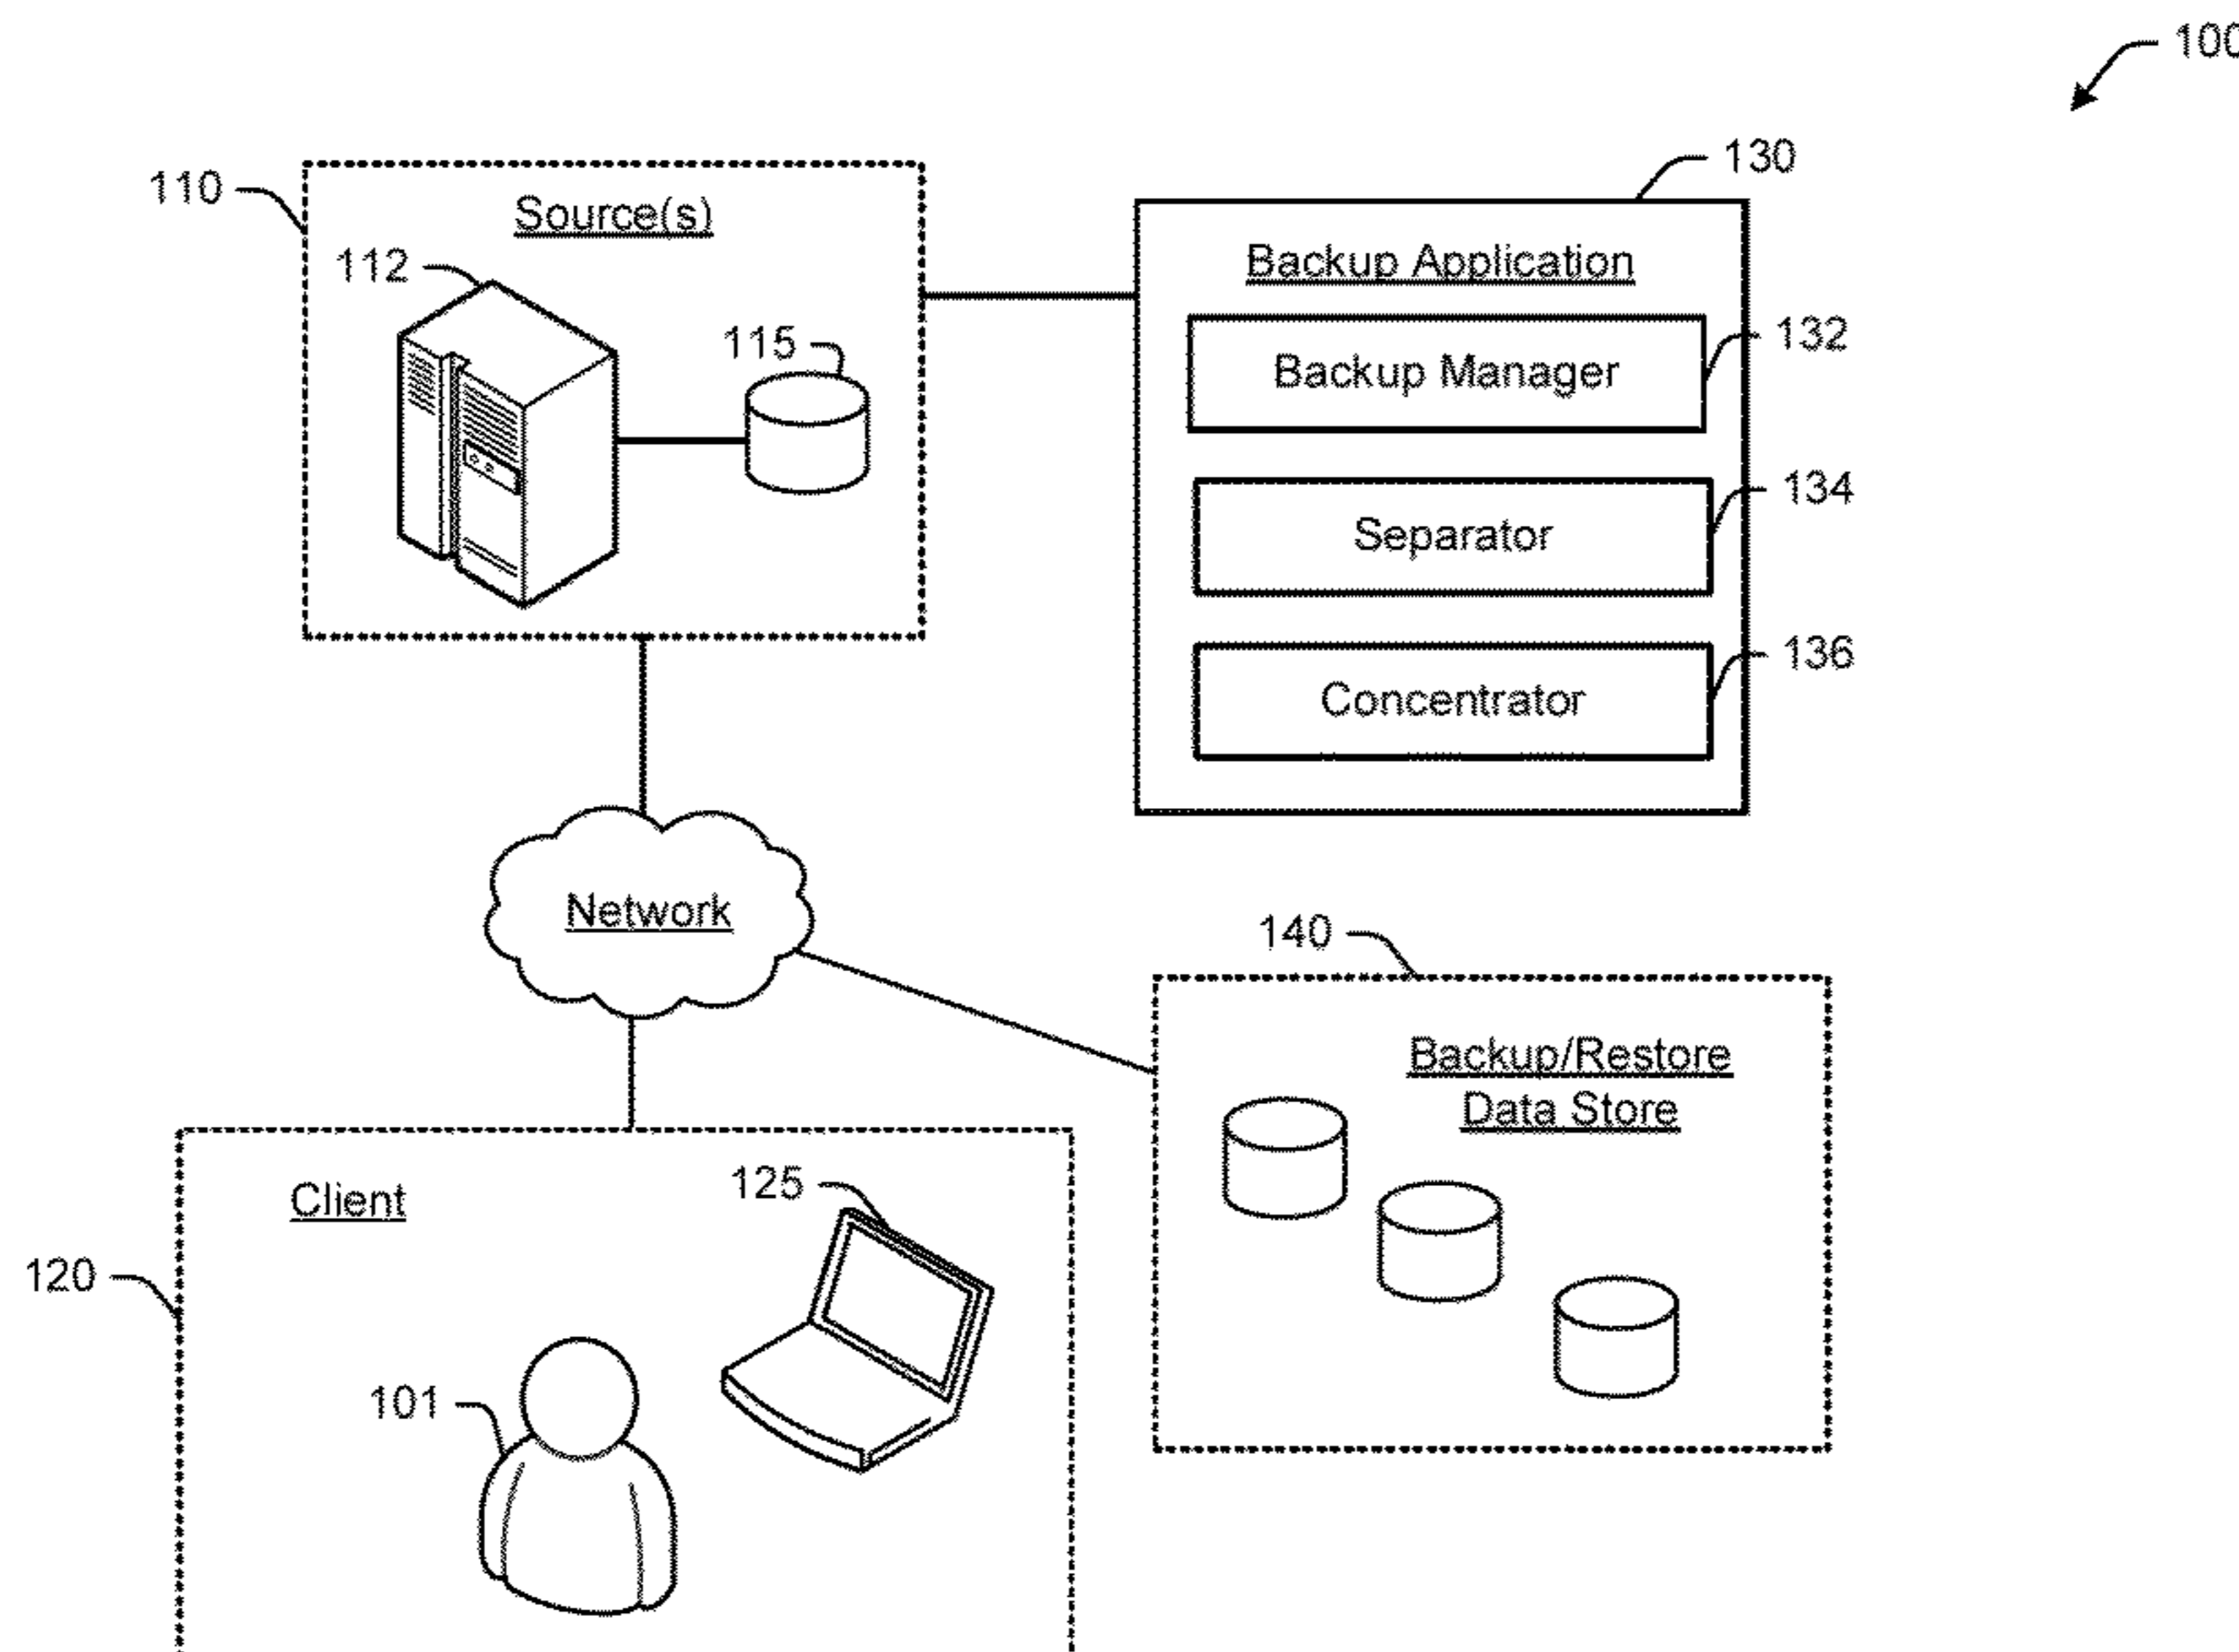 100
130
110
Source(s)
112
Backup Application
115
132
Backup Manager
134
Separator
136
Concentrator
Network
140
Backup/Restore
Data Store
Client
125
120
101